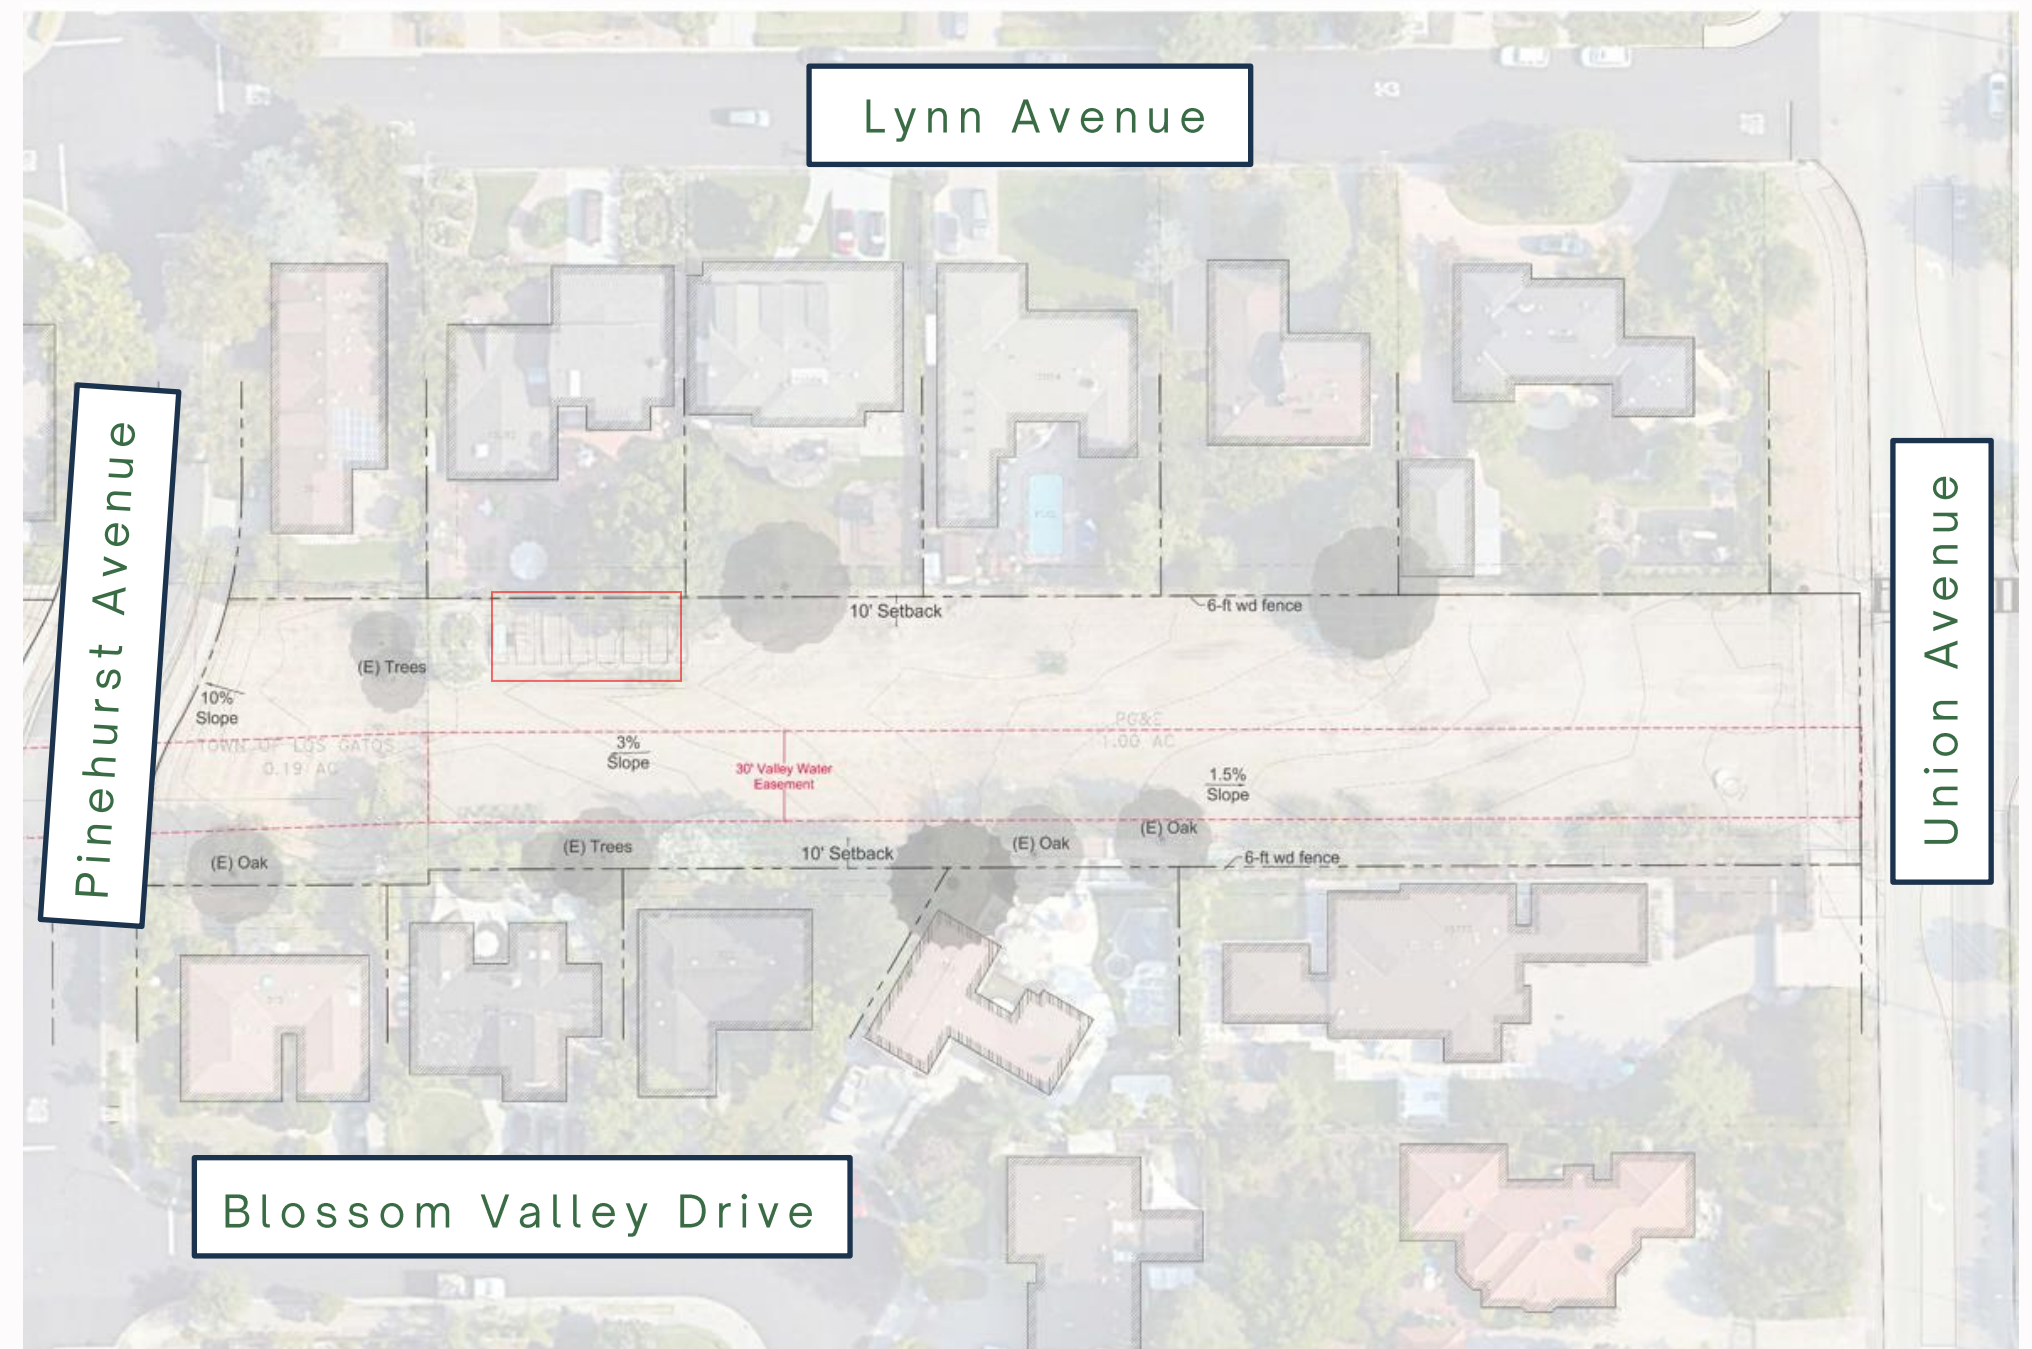 Lynn Avenue
Pinehurst Avenue
Union Avenue
10' Setback
6-ft wd fence
(E) Trees
10%
Slope
TOWN OF LOS GATOS
0.19 AC
3%
Slope
30' Valley Water
Easement
PG&E
1.00 AC
1.5%
Slope
(E) Oak
(E) Trees
10' Setback
(E) Oak
(E) Oak
6-ft wd fence
Blossom Valley Drive